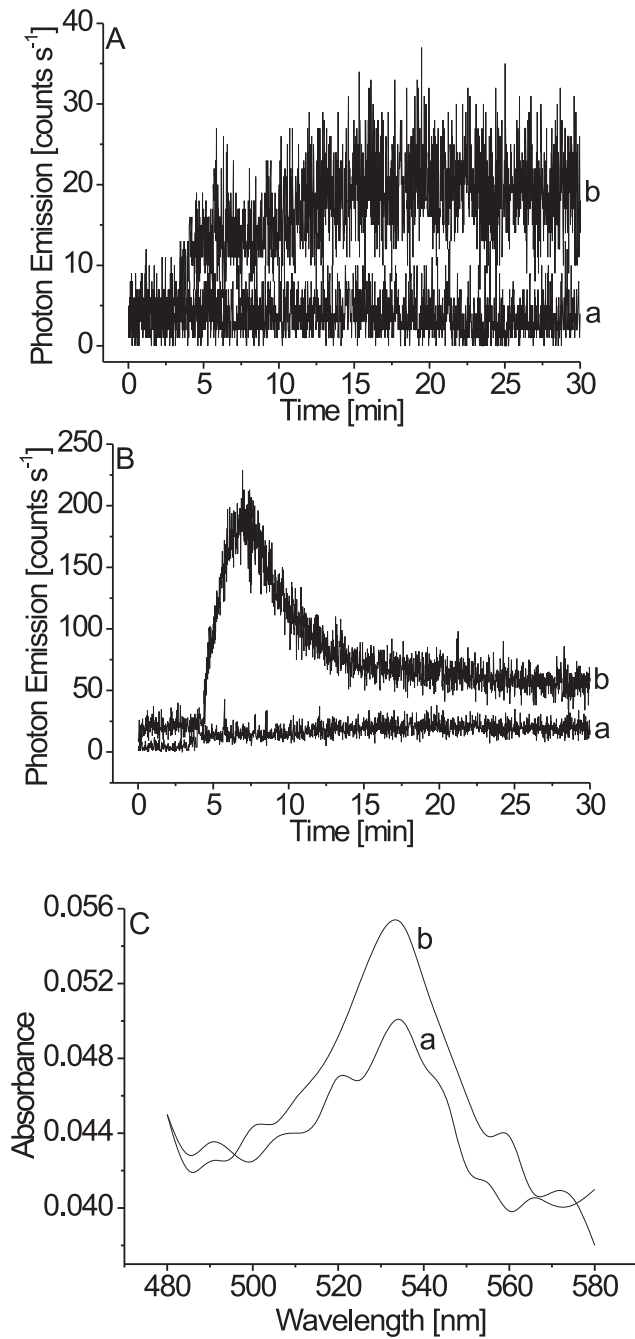 A
Photon Emission [counts s⁻¹]
40
30
20
10
0
b
a
0 5 10 15 20 25 30
Time [min]
B
Photon Emission [counts s⁻¹]
250
200
150
100
50
0
b
a
0 5 10 15 20 25 30
Time [min]
C
Absorbance
0.056
0.052
0.048
0.044
0.040
b
a
480 500 520 540 560 580
Wavelength [nm]